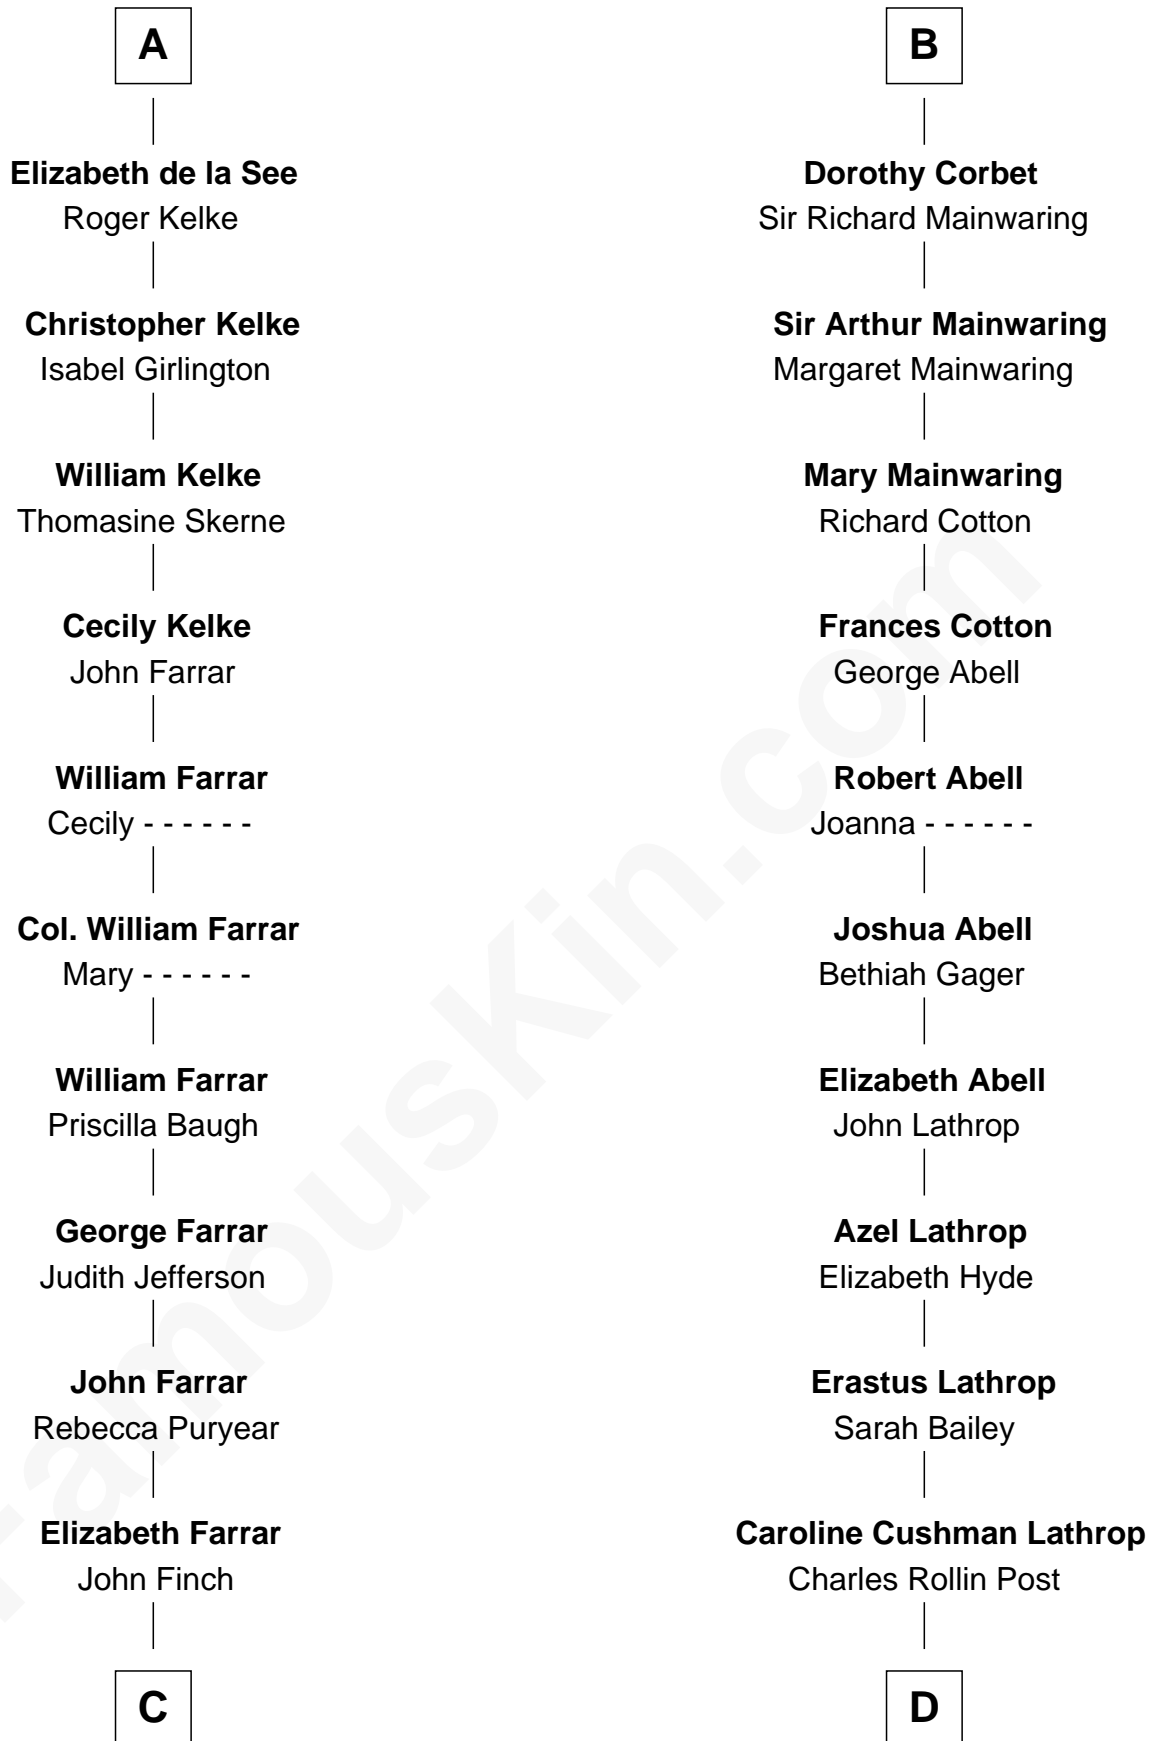 A
Elizabeth de la See
Roger Kelke
Christopher Kelke
Isabel Girlington
William Kelke
Thomasine Skerne
Cecily Kelke
John Farrar
William Farrar
Cecily - - - - - -
Col. William Farrar
Mary - - - - - -
William Farrar
Priscilla Baugh
George Farrar
Judith Jefferson
John Farrar
Rebecca Puryear
Elizabeth Farrar
John Finch
C
B
Dorothy Corbet
Sir Richard Mainwaring
Sir Arthur Mainwaring
Margaret Mainwaring
Mary Mainwaring
Richard Cotton
Frances Cotton
George Abell
Robert Abell
Joanna - - - - - -
Joshua Abell
Bethiah Gager
Elizabeth Abell
John Lathrop
Azel Lathrop
Elizabeth Hyde
Erastus Lathrop
Sarah Bailey
Caroline Cushman Lathrop
Charles Rollin Post
D
FamousKin.com